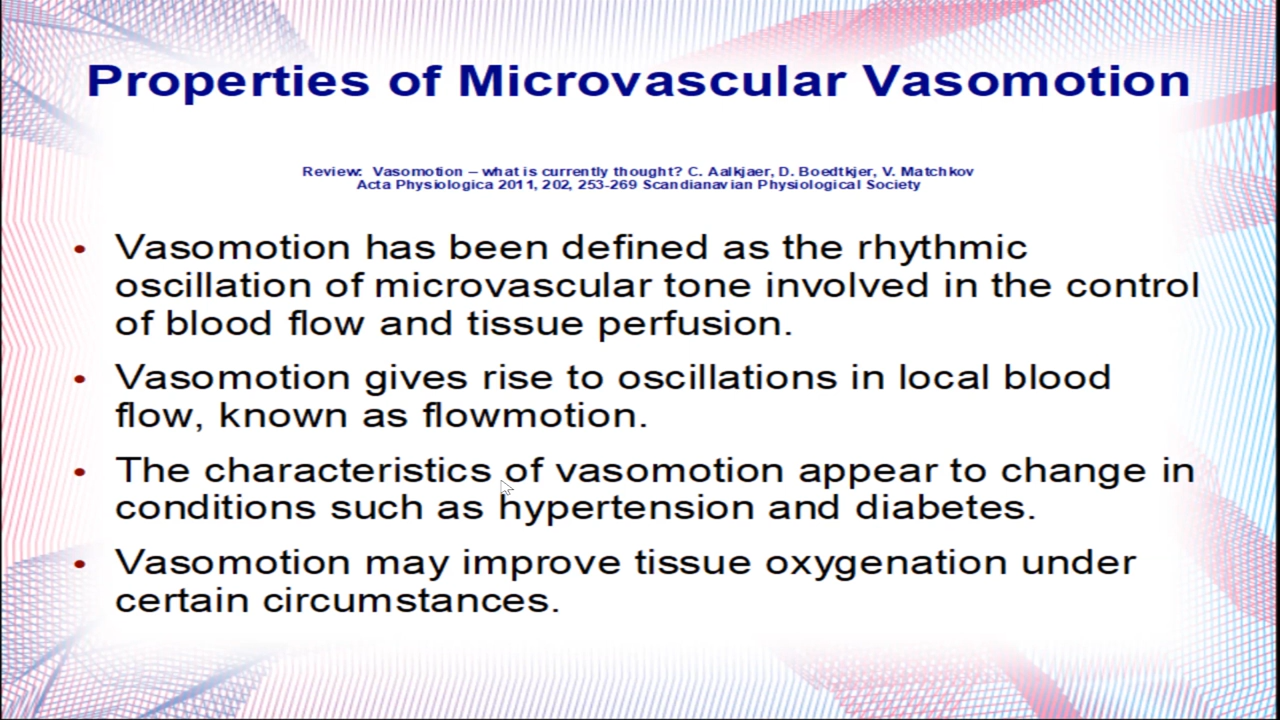 Properties of Microvascular Vasomotion
Review: Vasomotion – what is currently thought? C. Aalkjaer, D. Boedtkjer, V. Matchkov
Acta Physiologica 2011, 202, 253-269 Scandianavian Physiological Society
• Vasomotion has been defined as the rhythmic
oscillation of microvascular tone involved in the control
of blood flow and tissue perfusion.
• Vasomotion gives rise to oscillations in local blood
flow, known as flowmotion.
• The characteristics of vasomotion appear to change in
conditions such as hypertension and diabetes.
• Vasomotion may improve tissue oxygenation under
certain circumstances.